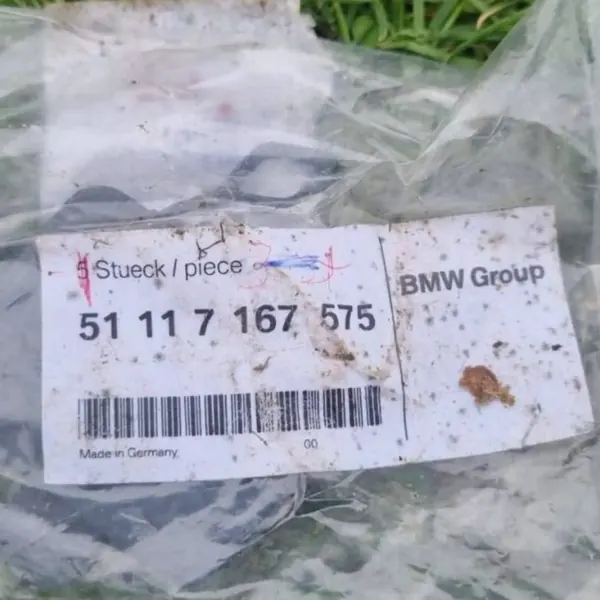 5 Stueck / piece
BMW Group
51 11 7 167 575
Made in Germany
00